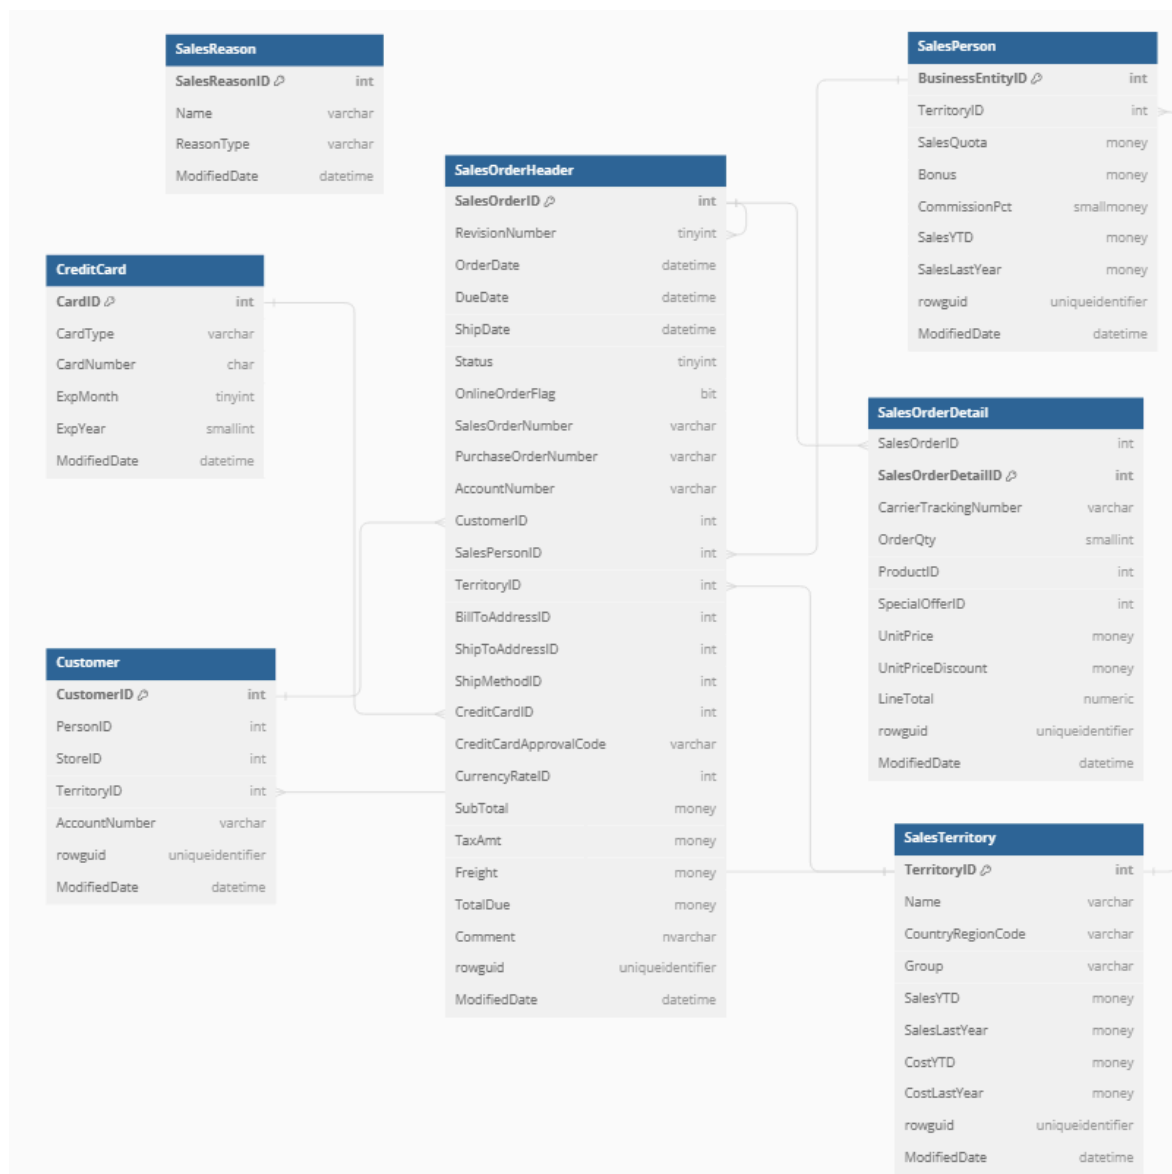 SalesReason
SalesReasonID int
Name varchar
ReasonType varchar
ModifiedDate datetime
CreditCard
CardID int
CardType varchar
CardNumber char
ExpMonth tinyint
ExpYear smallint
ModifiedDate datetime
Customer
CustomerID int
PersonID int
StoreID int
TerritoryID int
AccountNumber varchar
rowguid uniqueidentifier
ModifiedDate datetime
SalesOrderHeader
SalesOrderID int
RevisionNumber tinyint
OrderDate datetime
DueDate datetime
ShipDate datetime
Status tinyint
OnlineOrderFlag bit
SalesOrderNumber varchar
PurchaseOrderNumber varchar
AccountNumber varchar
CustomerID int
SalesPersonID int
TerritoryID int
BillToAddressID int
ShipToAddressID int
ShipMethodID int
CreditCardID int
CreditCardApprovalCode varchar
CurrencyRateID int
SubTotal money
TaxAmt money
Freight money
TotalDue money
Comment nvarchar
rowguid uniqueidentifier
ModifiedDate datetime
SalesPerson
BusinessEntityID int
TerritoryID int
SalesQuota money
Bonus money
CommissionPct smallmoney
SalesYTD money
SalesLastYear money
rowguid uniqueidentifier
ModifiedDate datetime
SalesOrderDetail
SalesOrderID int
SalesOrderDetailID int
CarrierTrackingNumber varchar
OrderQty smallint
ProductID int
SpecialOfferID int
UnitPrice money
UnitPriceDiscount money
LineTotal numeric
rowguid uniqueidentifier
ModifiedDate datetime
SalesTerritory
TerritoryID int
Name varchar
CountryRegionCode varchar
Group varchar
SalesYTD money
SalesLastYear money
CostYTD money
CostLastYear money
rowguid uniqueidentifier
ModifiedDate datetime